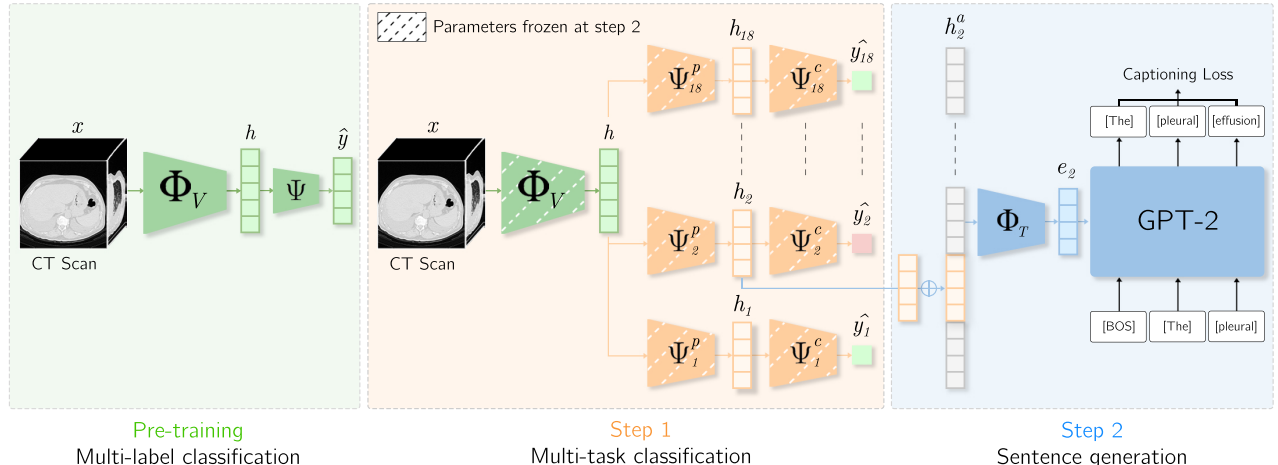 x
Φ_V
h
Ψ
ŷ
CT Scan
Parameters frozen at step 2
x
Φ_V
h
CT Scan
Ψ^p_18
h_18
Ψ^c_18
ŷ_18
Ψ^p_2
h_2
Ψ^c_2
ŷ_2
Ψ^p_1
h_1
Ψ^c_1
ŷ_1
h^a_2
Φ_T
e_2
Captioning Loss
[The] [pleural] [effusion]
GPT-2
[BOS] [The] [pleural]
Pre-training
Multi-label classification
Step 1
Multi-task classification
Step 2
Sentence generation